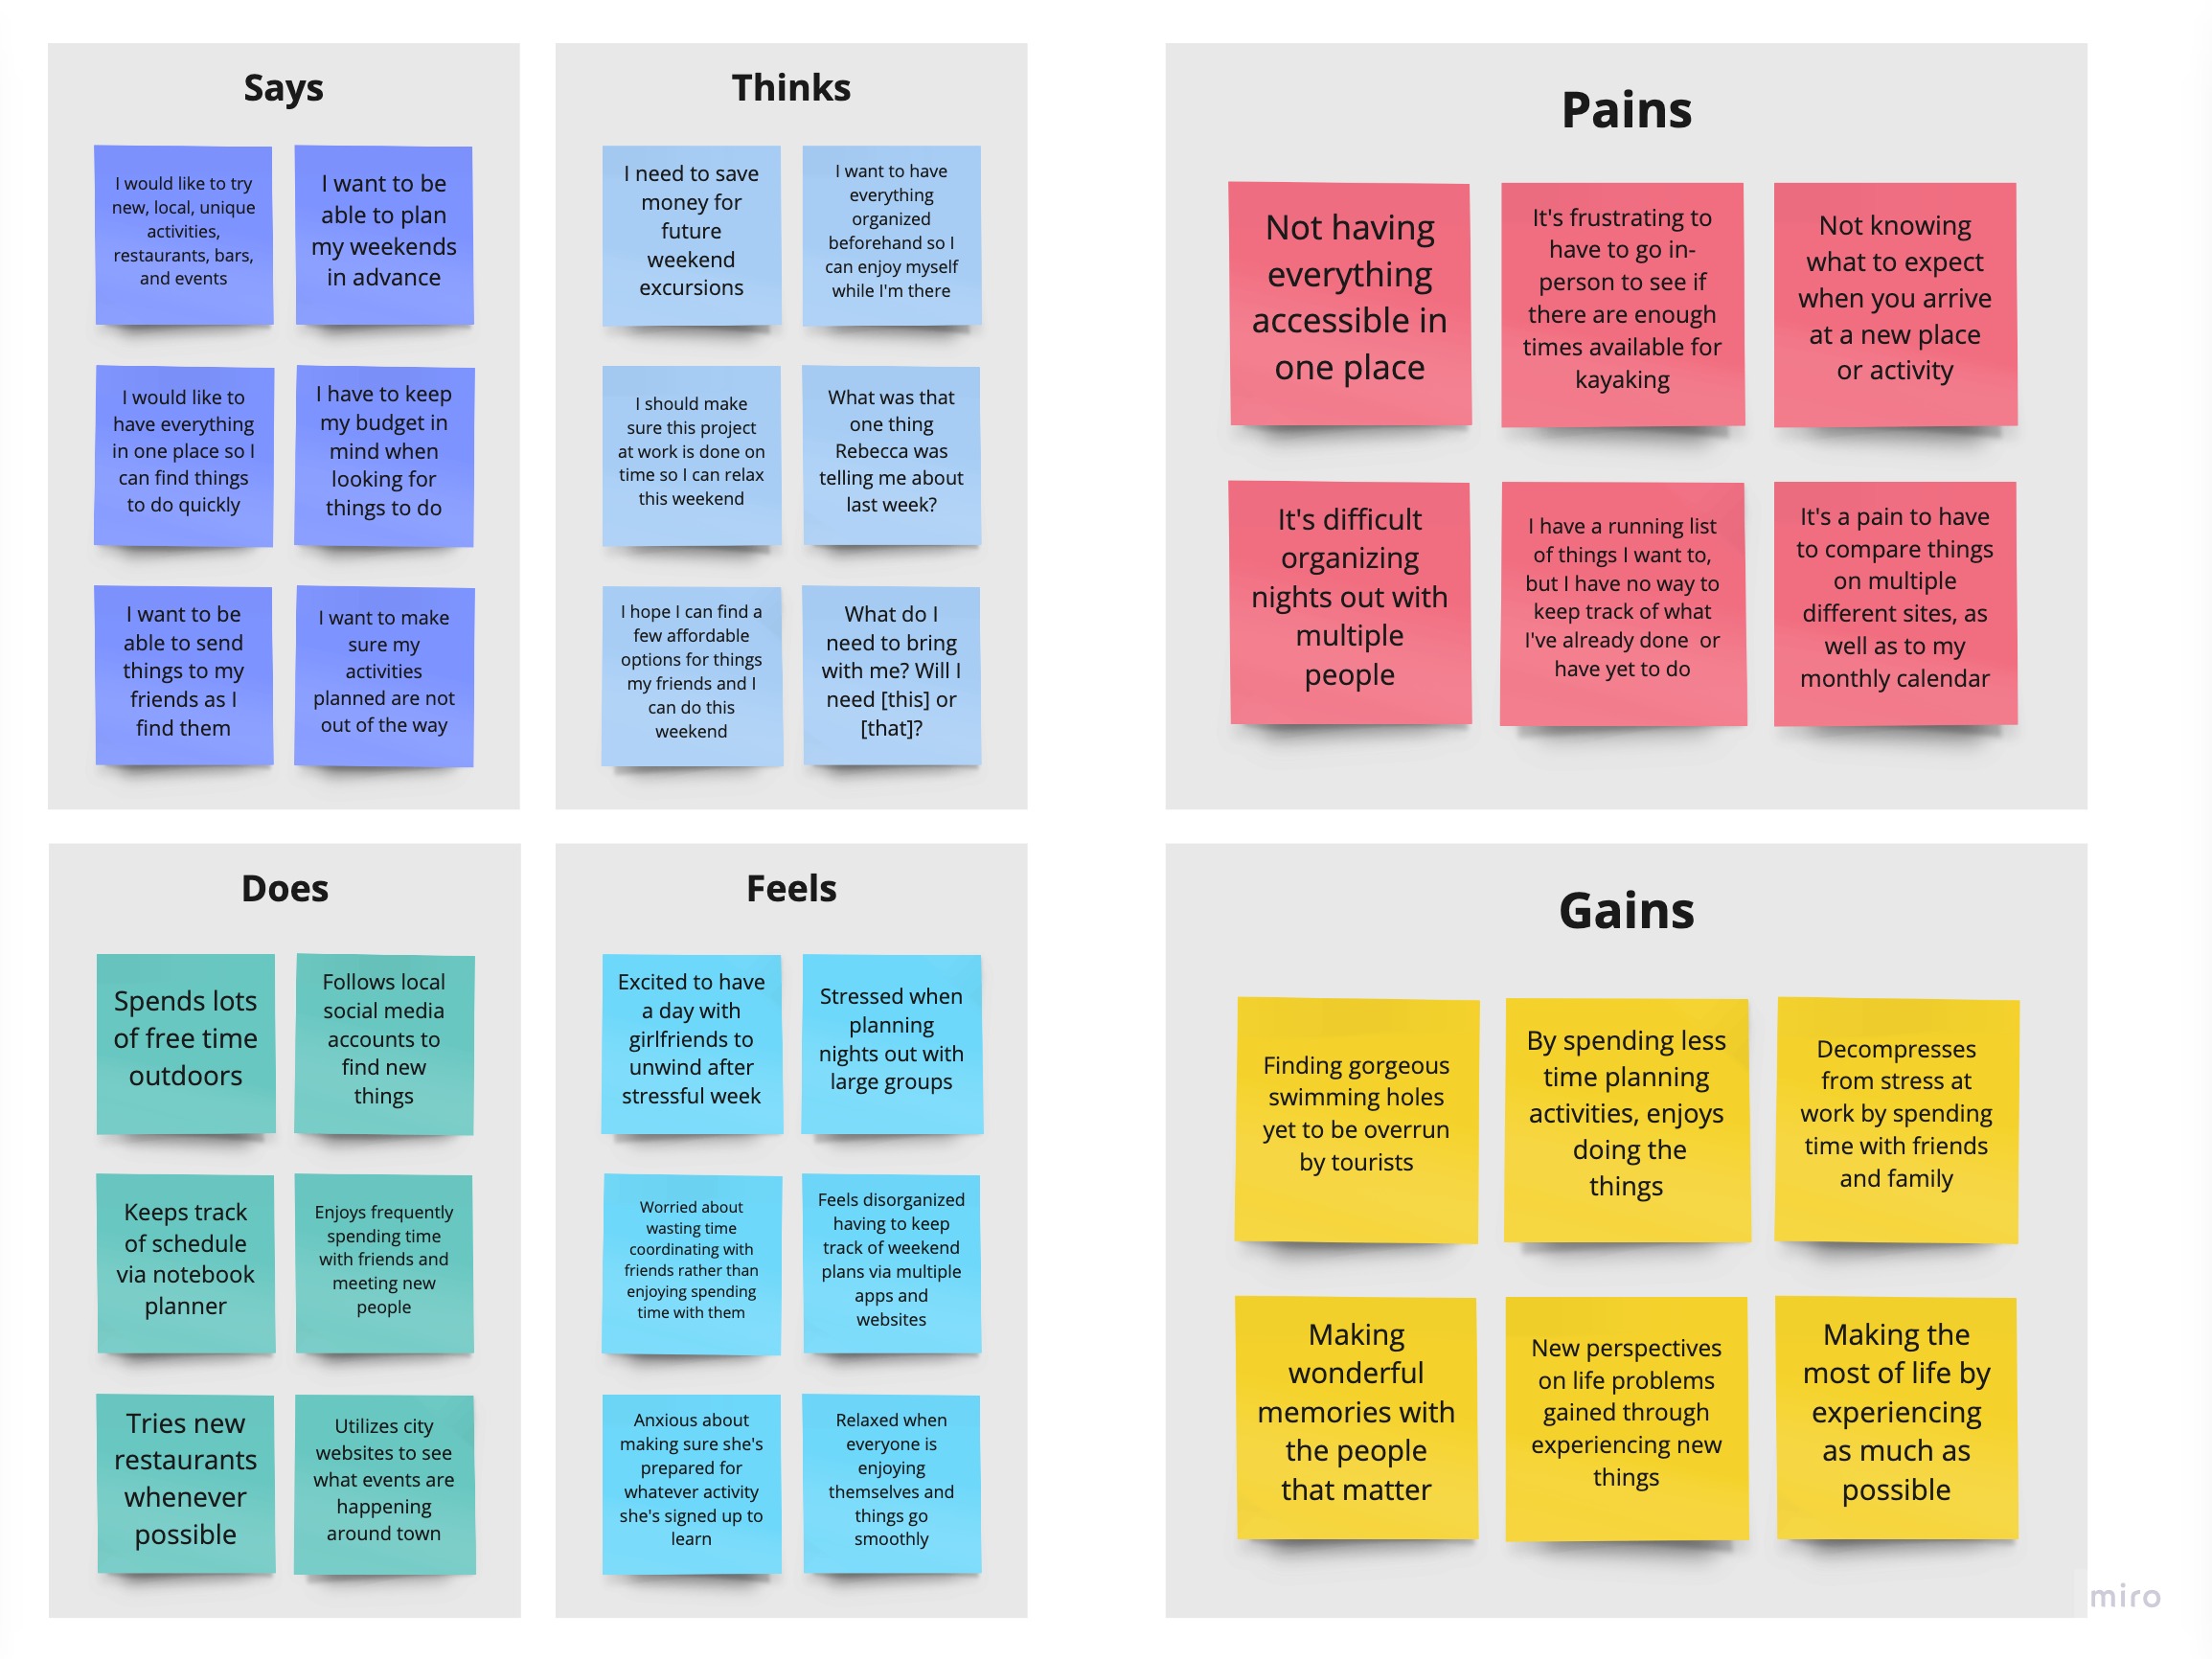 Says
I would like to try
new, local, unique
activities,
restaurants, bars,
and events
I want to be
able to plan
my weekends
in advance
I would like to
have everything
in one place so I
can find things
to do quickly
I have to keep
my budget in
mind when
looking for
things to do
I want to be
able to send
things to my
friends as I
find them
I want to make
sure my
activities
planned are not
out of the way
Thinks
I need to save
money for
future
weekend
excursions
I want to have
everything
organized
beforehand so I
can enjoy myself
while I'm there
I should make
sure this project
at work is done on
time so I can relax
this weekend
What was that
one thing
Rebecca was
telling me about
last week?
I hope I can find a
few affordable
options for things
my friends and I
can do this
weekend
What do I
need to bring
with me? Will I
need [this] or
[that]?
Pains
Not having
everything
accessible in
one place
It's frustrating to
have to go in-
person to see if
there are enough
times available for
kayaking
Not knowing
what to expect
when you arrive
at a new place
or activity
It's difficult
organizing
nights out with
multiple
people
I have a running list
of things I want to,
but I have no way to
keep track of what
I've already done or
have yet to do
It's a pain to have
to compare things
on multiple
different sites, as
well as to my
monthly calendar
Does
Spends lots
of free time
outdoors
Follows local
social media
accounts to
find new
things
Keeps track
of schedule
via notebook
planner
Enjoys frequently
spending time
with friends and
meeting new
people
Tries new
restaurants
whenever
possible
Utilizes city
websites to see
what events are
happening
around town
Feels
Excited to have
a day with
girlfriends to
unwind after
stressful week
Stressed when
planning
nights out with
large groups
Worried about
wasting time
coordinating with
friends rather than
enjoying spending
time with them
Feels disorganized
having to keep
track of weekend
plans via multiple
apps and
websites
Anxious about
making sure she's
prepared for
whatever activity
she's signed up to
learn
Relaxed when
everyone is
enjoying
themselves and
things go
smoothly
Gains
Finding gorgeous
swimming holes
yet to be overrun
by tourists
By spending less
time planning
activities, enjoys
doing the
things
Decompresses
from stress at
work by spending
time with friends
and family
Making
wonderful
memories with
the people
that matter
New perspectives
on life problems
gained through
experiencing new
things
Making the
most of life by
experiencing
as much as
possible
miro